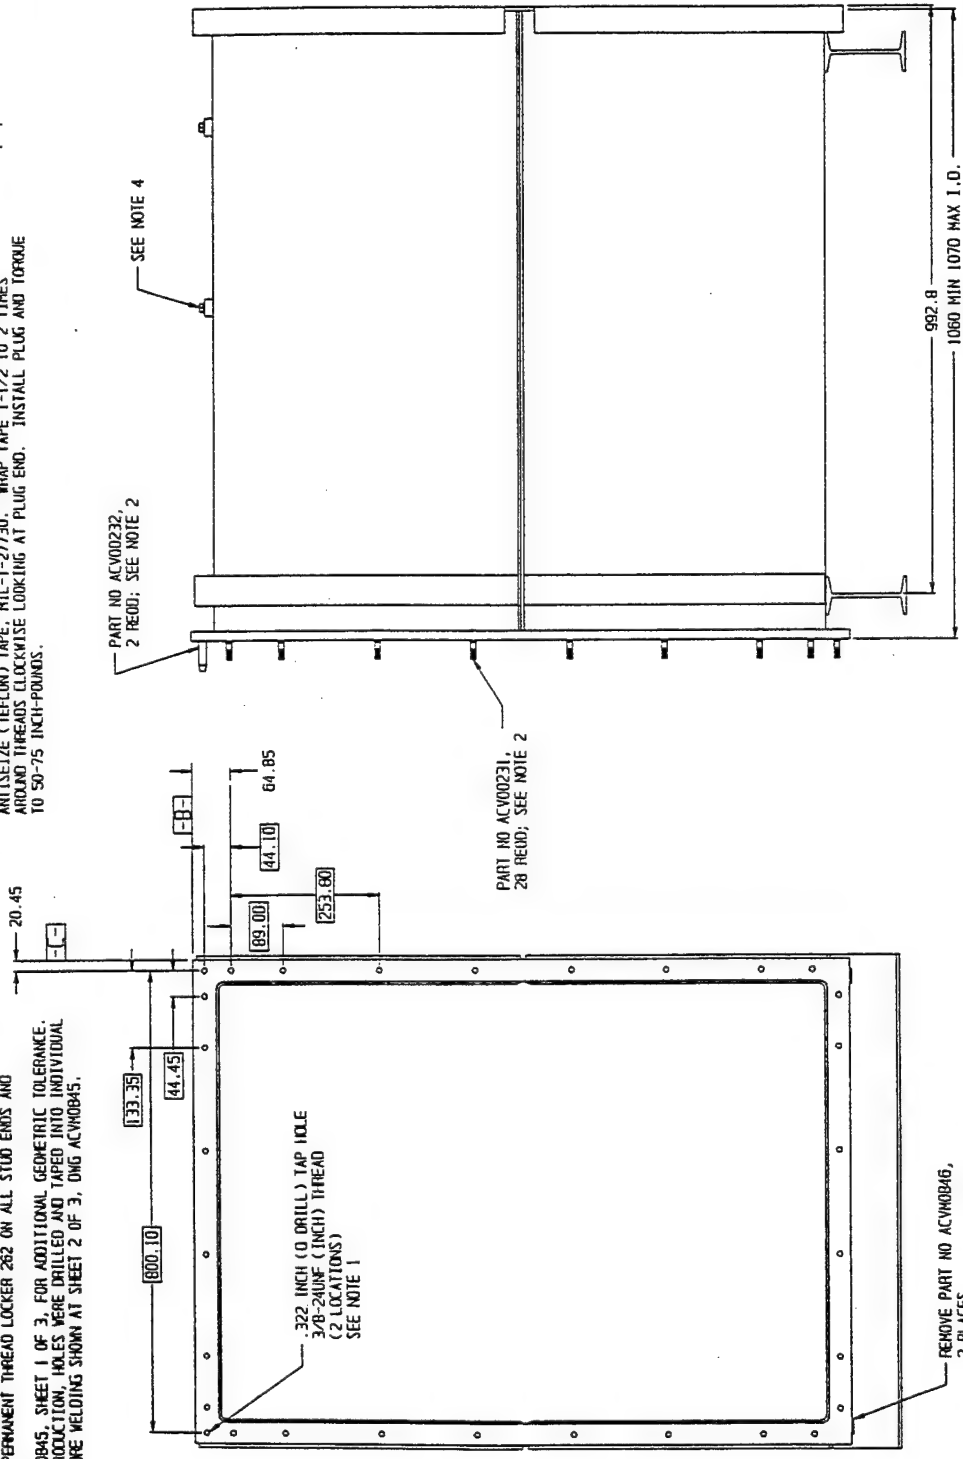 PERMANENT THREAD LOCKER 262 ON ALL STUD ENDS AND
0B45, SHEET 1 OF 3, FOR ADDITIONAL GEOMETRIC TOLERANCE.
RODUCTION, HOLES WERE DRILLED AND TAPED INTO INDIVIDUAL
ORE WELDING SHOWN AT SHEET 2 OF 3, DWG ACVH0B45.
ANTISEIZE (TEFLON) TAPE, MIL-T-27730. WRAP TAPE 1-1/2 TO 2 TIMES
AROUND THREADS CLOCKWISE LOOKING AT PLUG END. INSTALL PLUG AND TORQUE
TO 50-75 INCH-POUNDS.
20.45
-C-
133.35
44.45
800.10
-B-
64.85
44.10
89.00
253.80
.322 INCH (Q DRILL) TAP HOLE
3/8-24UNF (INCH) THREAD
(2 LOCATIONS)
SEE NOTE 1
REMOVE PART NO ACVH0B46,
2 PLACES
PART NO ACV00232,
2 REQD; SEE NOTE 2
SEE NOTE 4
PART NO ACV00231,
28 REQD; SEE NOTE 2
992.8
1060 MIN 1070 MAX I.D.